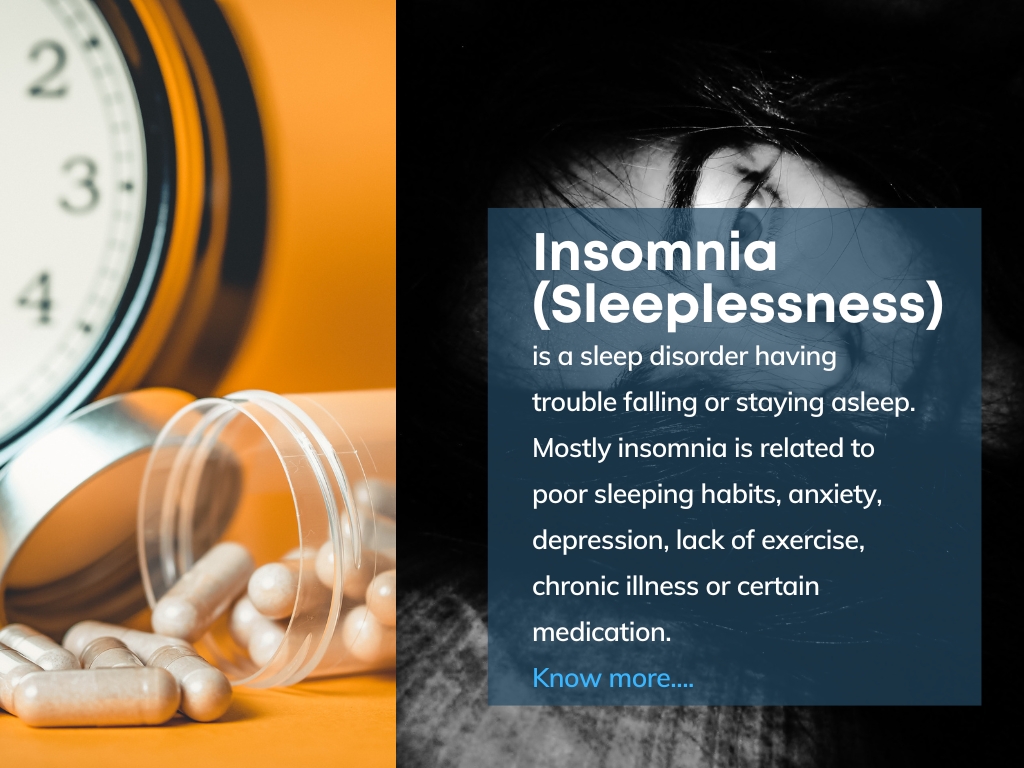 2
3
4
Insomnia
(Sleeplessness)
is a sleep disorder having
trouble falling or staying asleep.
Mostly insomnia is related to
poor sleeping habits, anxiety,
depression, lack of exercise,
chronic illness or certain
medication.
Know more....